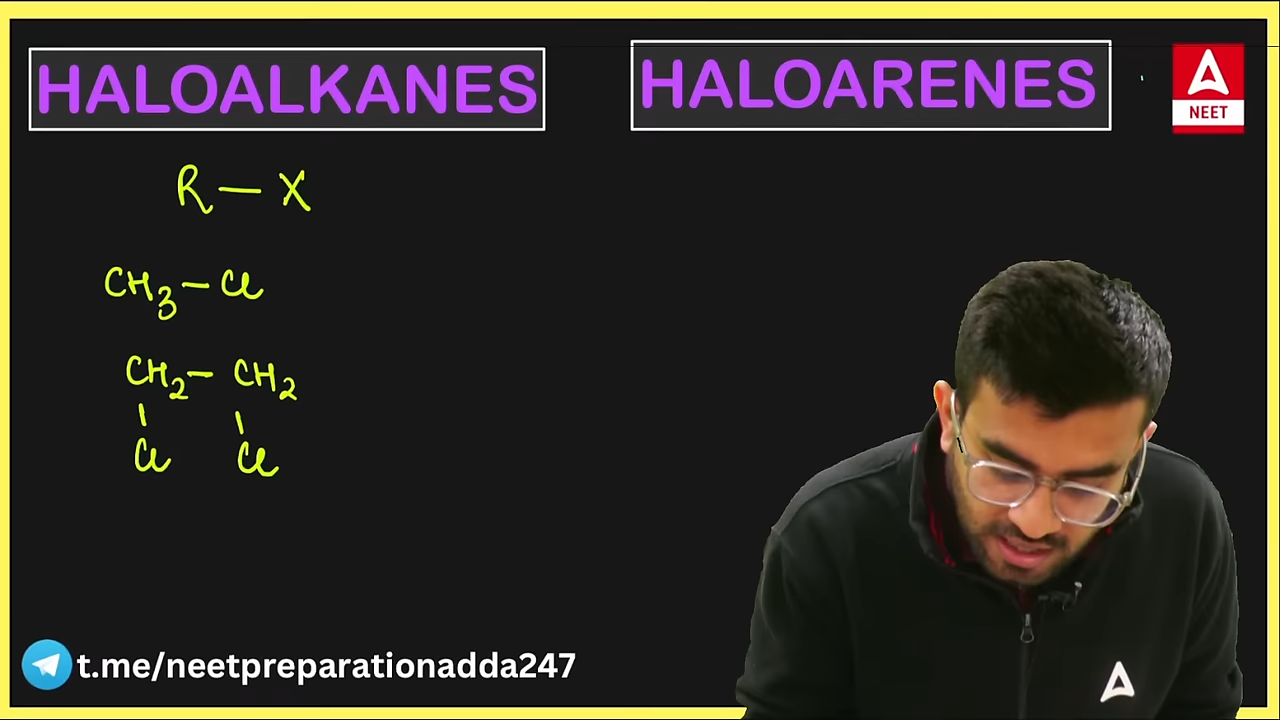 HALOALKANES
HALOARENES
NEET
R — X
CH₃ — Cl
CH₂ — CH₂
Cl Cl
t.me/neetpreparationadda247